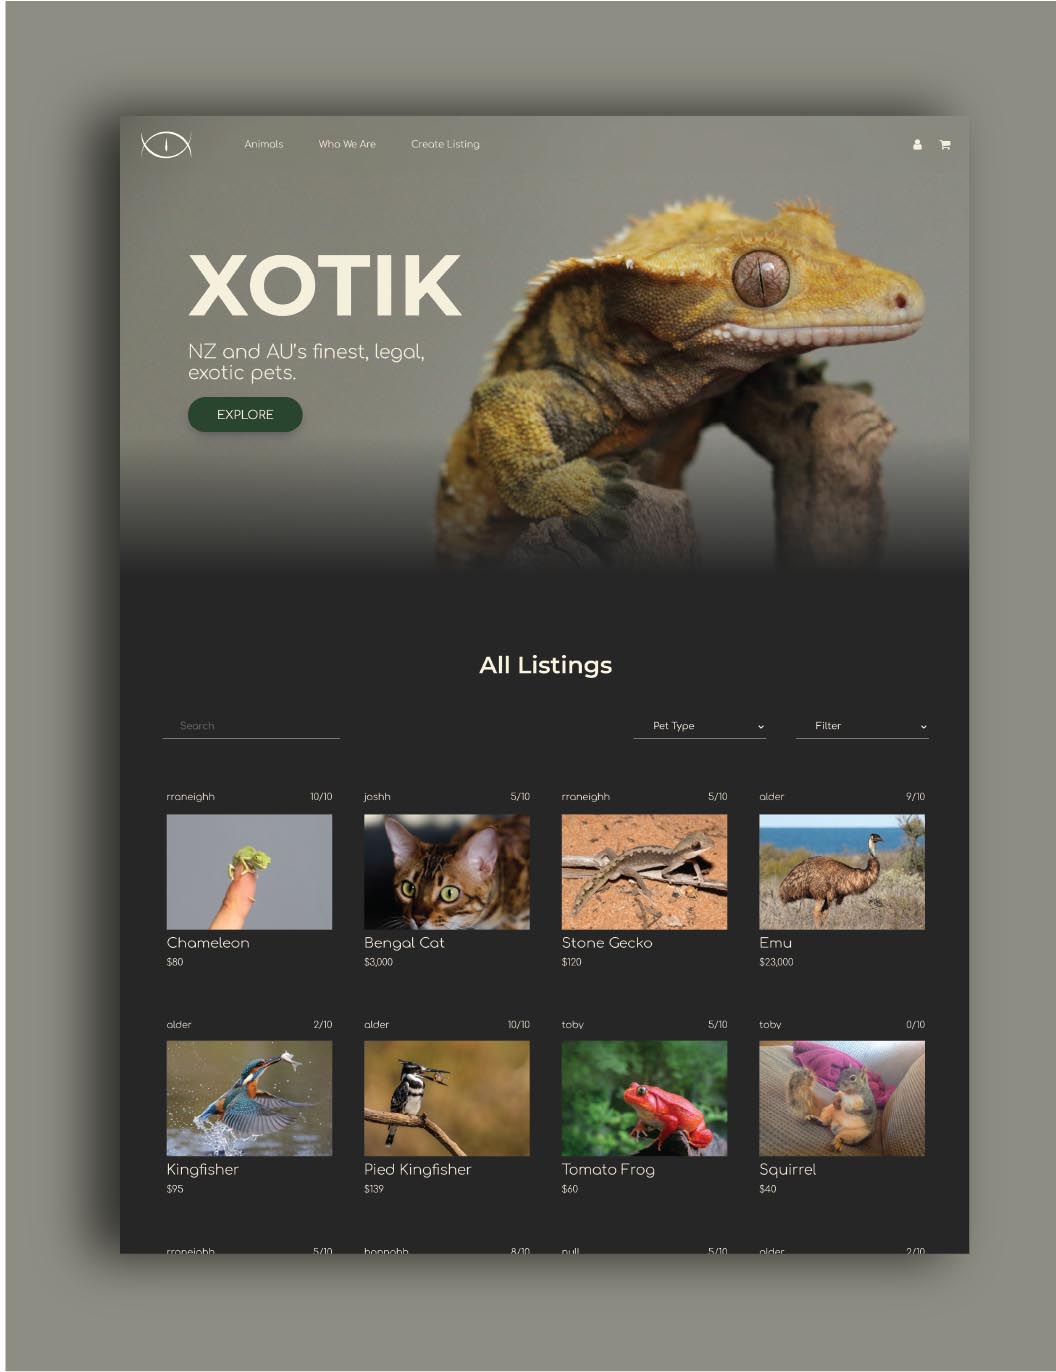 Animals Who We Are Create Listing
XOTIK
NZ and AU's finest, legal,
exotic pets.
EXPLORE
All Listings
Search Pet Type Filter
rraneighh 10/10 joshh 5/10 rraneighh 5/10 alder 9/10
Chameleon Bengal Cat Stone Gecko Emu
$80 $3,000 $120 $23,000
alder 2/10 alder 10/10 toby 5/10 toby 0/10
Kingfisher Pied Kingfisher Tomato Frog Squirrel
$95 $139 $60 $40
rraneighh 5/10 hannahh 8/10 null 5/10 alder 2/10